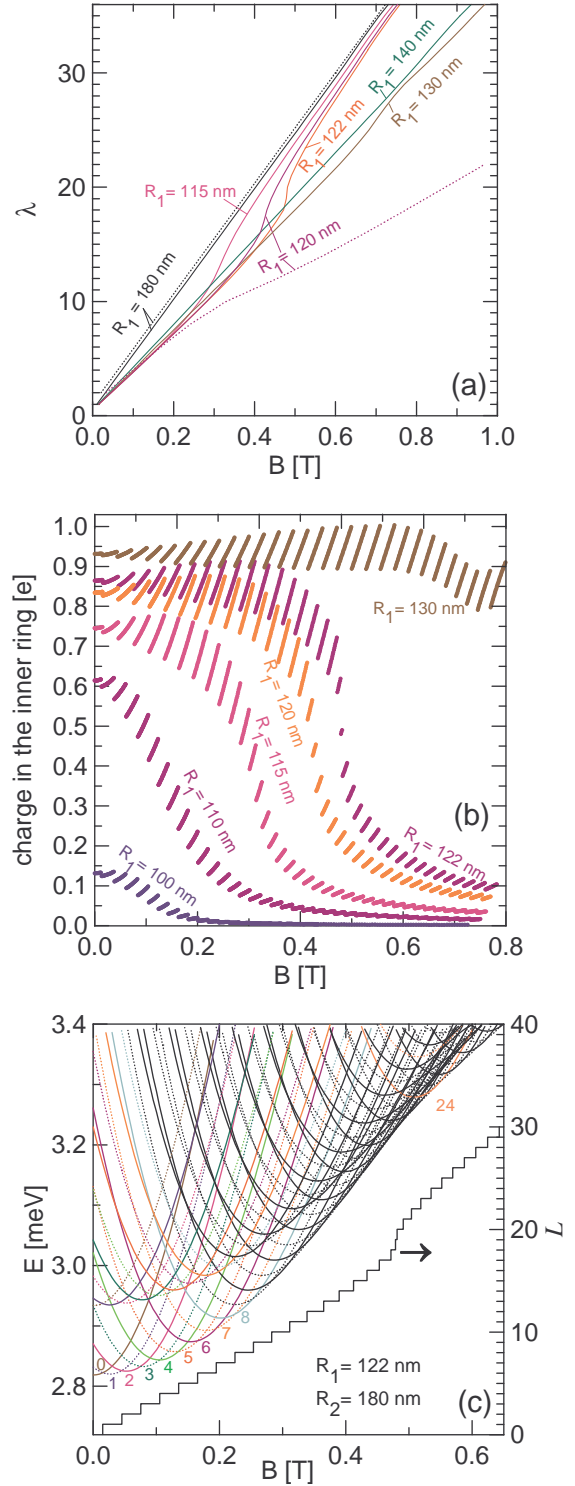 30
20
10
0
λ
R1= 140 nm
R1= 130 nm
R1= 122 nm
R1= 115 nm
R1= 120 nm
R1= 180 nm
(a)
0.0 0.2 0.4 0.6 0.8 1.0
B [T]
1.0
0.9
0.8
0.7
0.6
0.5
0.4
0.3
0.2
0.1
0.0
charge in the inner ring [e]
R1= 130 nm
R1= 120 nm
R1= 115 nm
R1= 110 nm
R1= 122 nm
R1= 100 nm
(b)
0.0 0.2 0.4 0.6 0.8
B [T]
3.4
3.2
3.0
2.8
E [meV]
40
35
30
25
20
15
10
5
0
L
24
0
1
2
3
4
5
6
7
8
R1 = 122 nm
R2 = 180 nm
(c)
0.0 0.2 0.4 0.6
B [T]